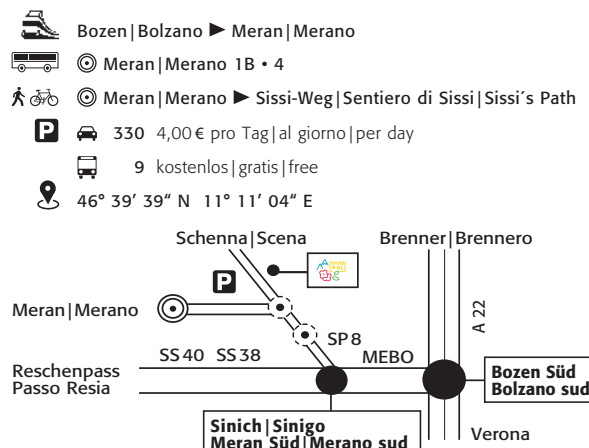 Bozen|Bolzano ► Meran|Merano
Meran|Merano 1B • 4
Meran|Merano ► Sissi-Weg|Sentiero di Sissi|Sissi´s Path
P 330 4,00 € pro Tag|al giorno|per day
9 kostenlos|gratis|free
46° 39′ 39“ N 11° 11′ 04“ E
Schenna|Scena
Brenner|Brennero
P
Meran|Merano
A 22
SP 8
SS 40 SS 38
MEBO
Reschenpass
Passo Resia
Bozen Süd
Bolzano sud
Sinich|Sinigo
Meran Süd|Merano sud
Verona